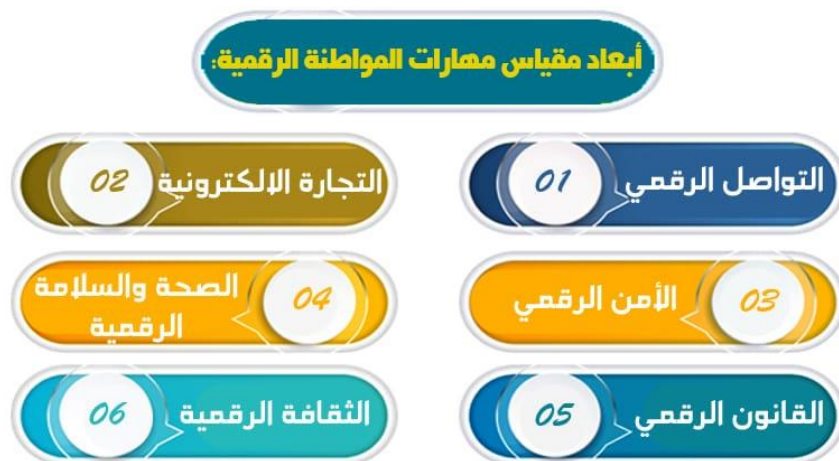 أبعاد مقياس مهارات المواطنة الرقمية:
التواصل الرقمي 01
التجارة الإلكترونية 02
03 الأمن الرقمي
04 الصحة والسلامة
الرقمية
القانون الرقمي 05
الثقافة الرقمية 06